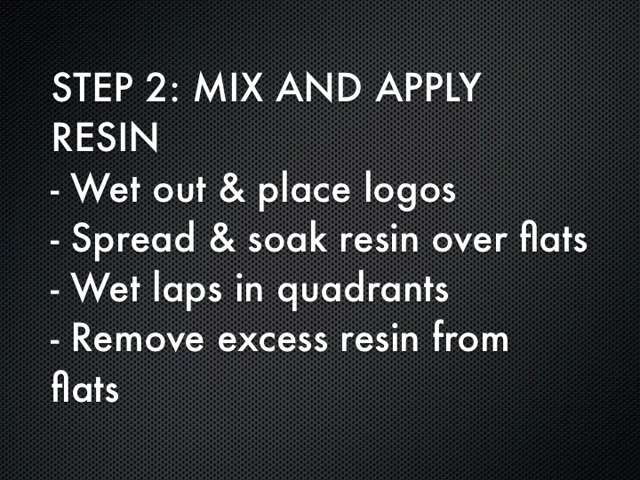 STEP 2: MIX AND APPLY
RESIN
- Wet out & place logos
- Spread & soak resin over flats
- Wet laps in quadrants
- Remove excess resin from
flats